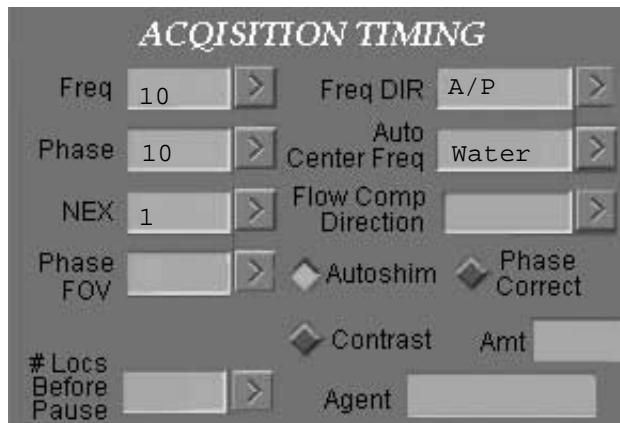 ACQISITION TIMING
Freq 10 > Freq DIR A/P >
Phase 10 > Auto Center Freq Water >
NEX 1 > Flow Comp Direction >
Phase FOV > Autoshim Phase Correct
Contrast Amt
# Locs Before Pause > Agent